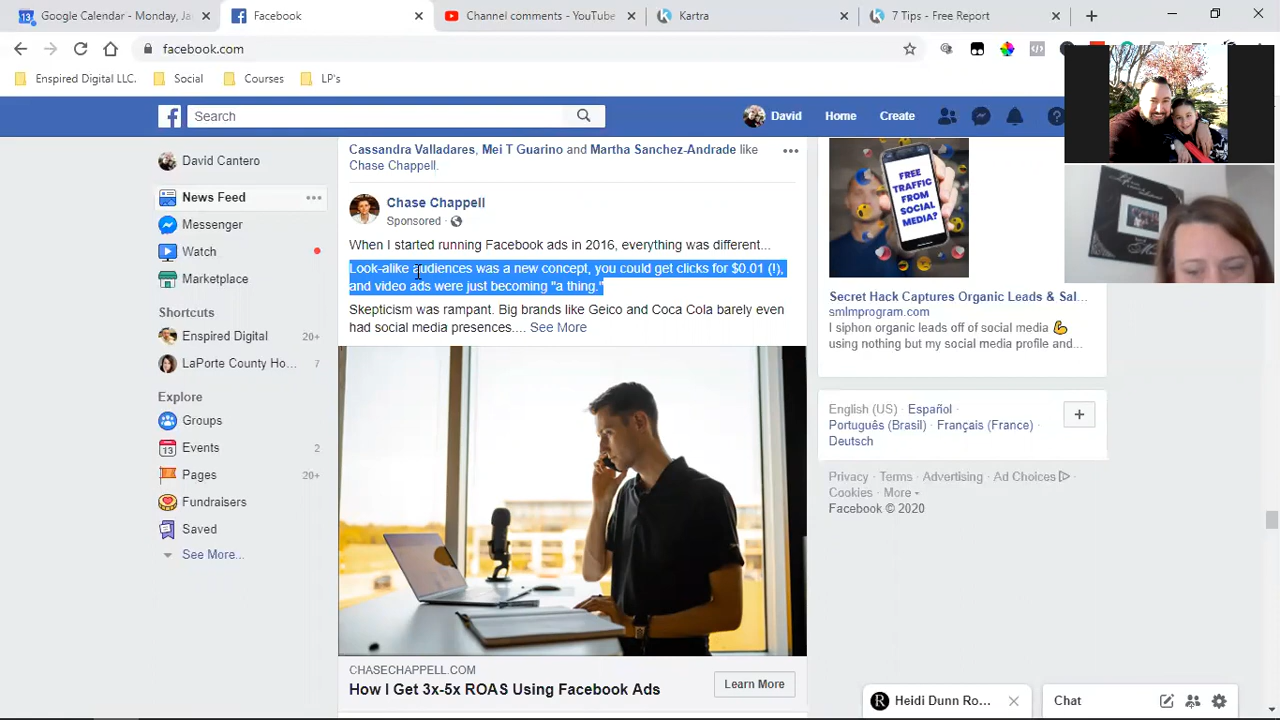 Google Calendar - Monday, Ja
Facebook
Channel comments - YouTube
Kartra
7 Tips - Free Report
facebook.com
Enspired Digital LLC.
Social
Courses
LP's
Search
David
Home
Create
David Cantero
News Feed
Messenger
Watch
Marketplace
Shortcuts
Enspired Digital 20+
LaPorte County Ho... 7
Explore
Groups
Events 2
Pages 20+
Fundraisers
Saved
See More...
Cassandra Valladares, Mei T Guarino and Martha Sanchez-Andrade like
Chase Chappell.
Chase Chappell
Sponsored ·
When I started running Facebook ads in 2016, everything was different...
Look-alike audiences was a new concept, you could get clicks for $0.01 (!),
and video ads were just becoming "a thing."
Skepticism was rampant. Big brands like Geico and Coca Cola barely even
had social media presences.... See More
CHASECHAPPELL.COM
How I Get 3x-5x ROAS Using Facebook Ads
Learn More
FREE
TRAFFIC
FROM
SOCIAL
MEDIA?
Secret Hack Captures Organic Leads & Sal...
smlmprogram.com
I siphon organic leads off of social media 💪
using nothing but my social media profile and...
English (US) · Español ·
Português (Brasil) · Français (France) ·
Deutsch
Privacy · Terms · Advertising · Ad Choices ·
Cookies · More
Facebook © 2020
R Heidi Dunn Ro...
Chat